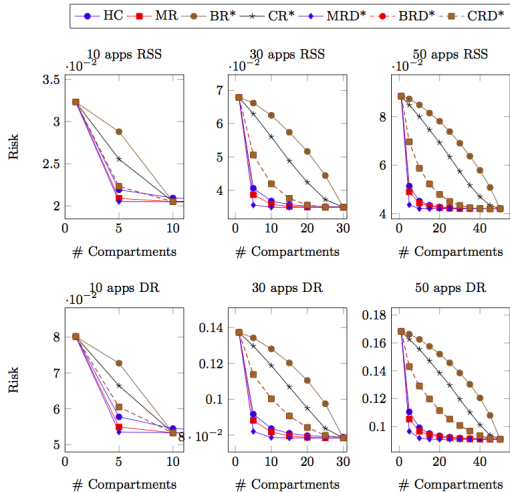 HC MR BR* CR* MRD* BRD* CRD*
10 apps RSS 30 apps RSS 50 apps RSS
·10⁻² ·10⁻² ·10⁻²
3.5
3
2.5
2
7
6
4
8
6
4
0 5 10 0 10 20 30 0 20 40
Risk
# Compartments # Compartments # Compartments
10 apps DR 30 apps DR 50 apps DR
·10⁻²
8
7
6
5
0.14
0.12
0.1
8·10⁻²
0.18
0.16
0.14
0.12
0.1
0 5 10 0 10 20 30 0 20 40
Risk
# Compartments # Compartments # Compartments